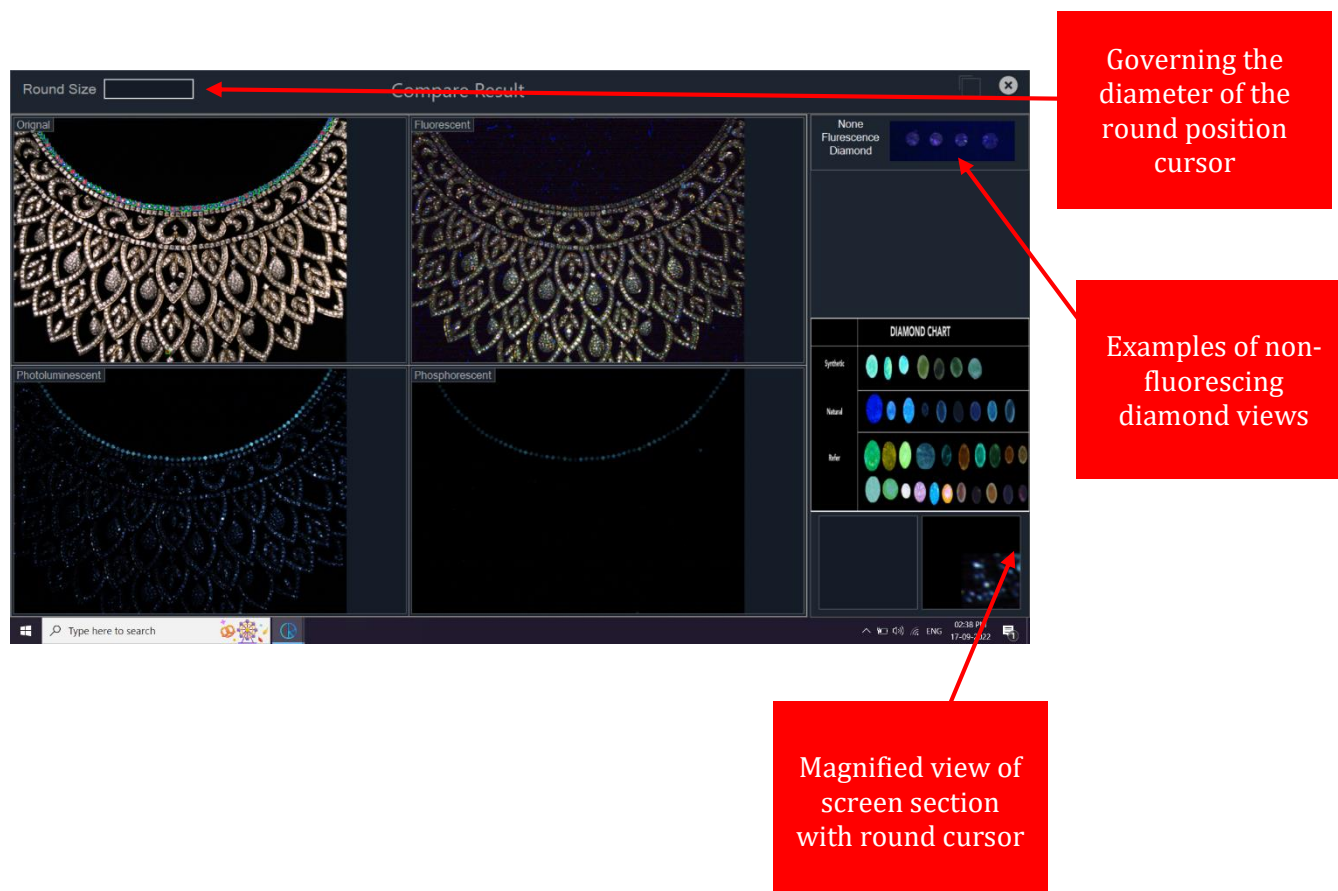 Governing the
diameter of the
round position
cursor
Round Size
Compare Result
Orignal
Fluorescent
None
Flurescence
Diamond
Examples of non-
fluorescing
diamond views
DIAMOND CHART
Synthetic
Natural
Refer
Photoluminescent
Phosphorescent
Type here to search
ENG
02:38 PM
17-09-2022
1
Magnified view of
screen section
with round cursor